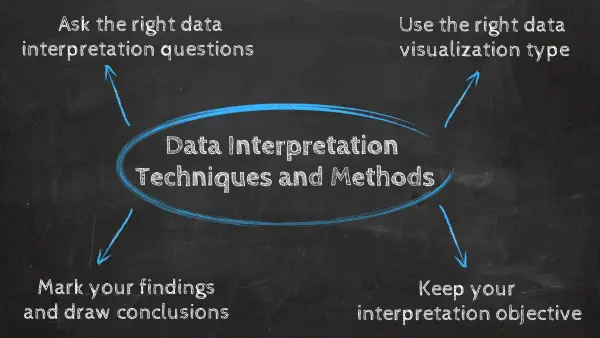 Ask the right data
interpretation questions
Use the right data
visualization type
Data Interpretation
Techniques and Methods
Mark your findings
and draw conclusions
Keep your
interpretation objective